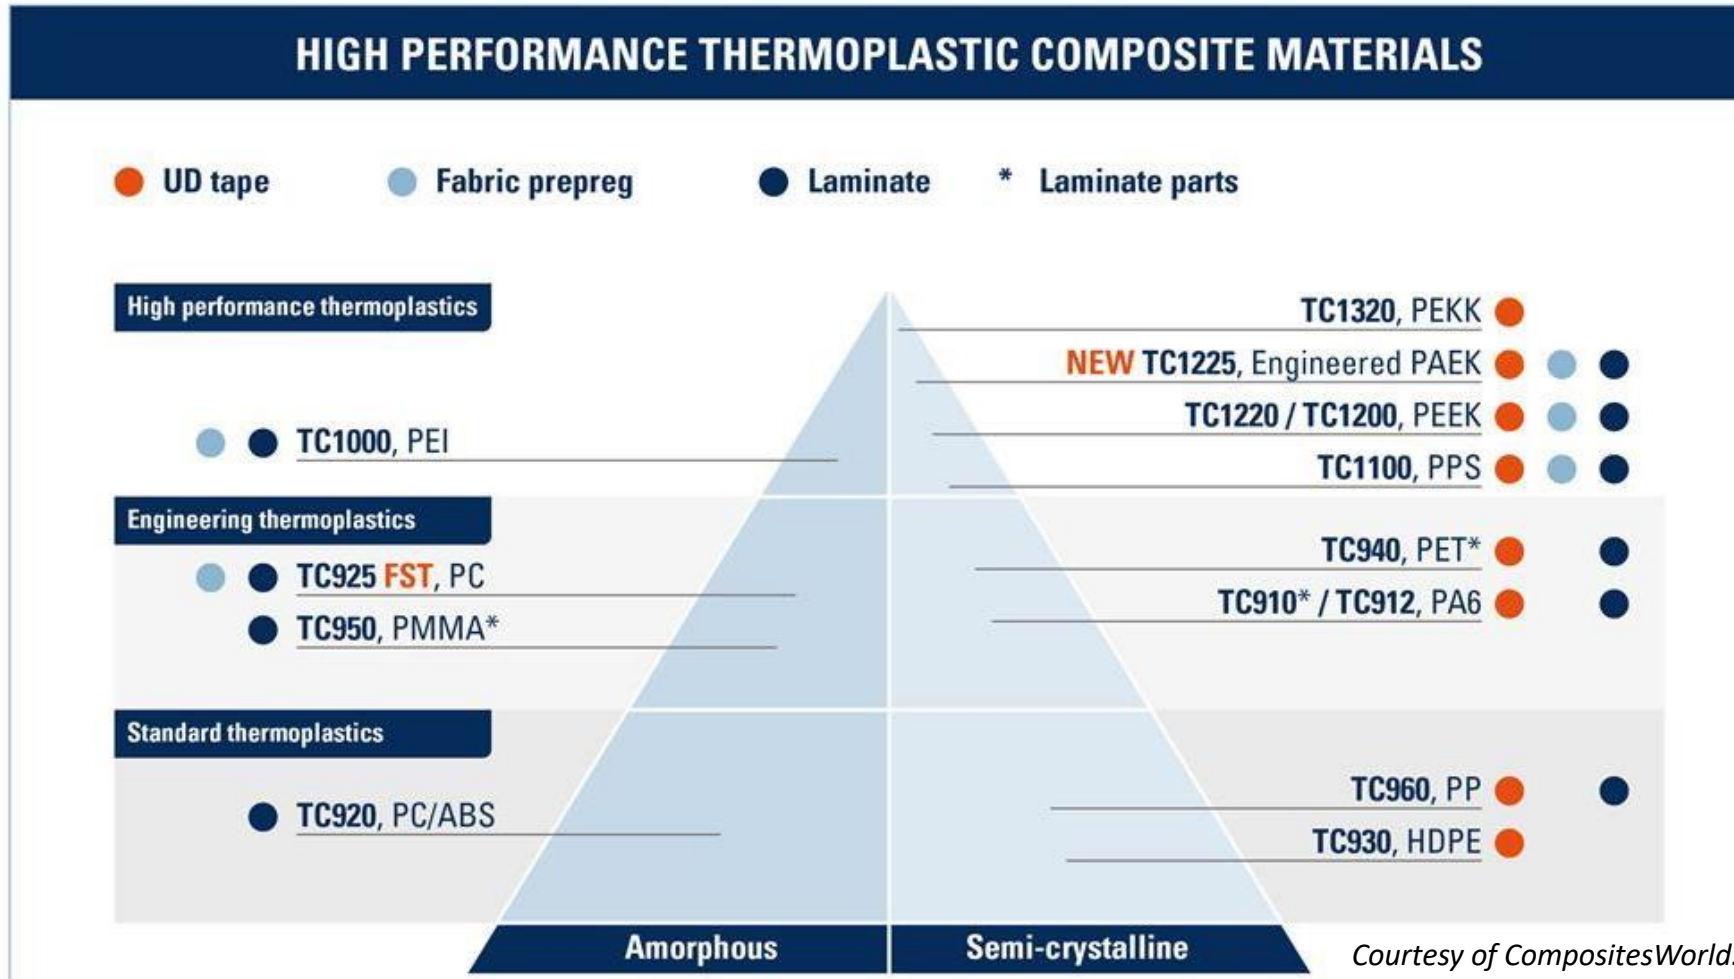 HIGH PERFORMANCE THERMOPLASTIC COMPOSITE MATERIALS
UD tape
Fabric prepreg
Laminate
* Laminate parts
High performance thermoplastics
TC1320, PEKK
NEW TC1225, Engineered PAEK
TC1220 / TC1200, PEEK
TC1000, PEI
TC1100, PPS
Engineering thermoplastics
TC940, PET*
TC925 FST, PC
TC910* / TC912, PA6
TC950, PMMA*
Standard thermoplastics
TC960, PP
TC920, PC/ABS
TC930, HDPE
Amorphous
Semi-crystalline
Courtesy of CompositesWorld.